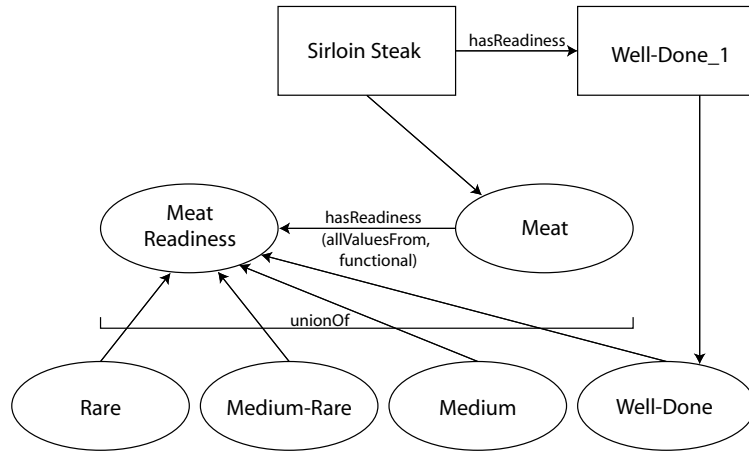 Sirloin Steak
hasReadiness
Well-Done_1
Meat
Readiness
hasReadiness
(allValuesFrom,
functional)
Meat
unionOf
Rare
Medium-Rare
Medium
Well-Done